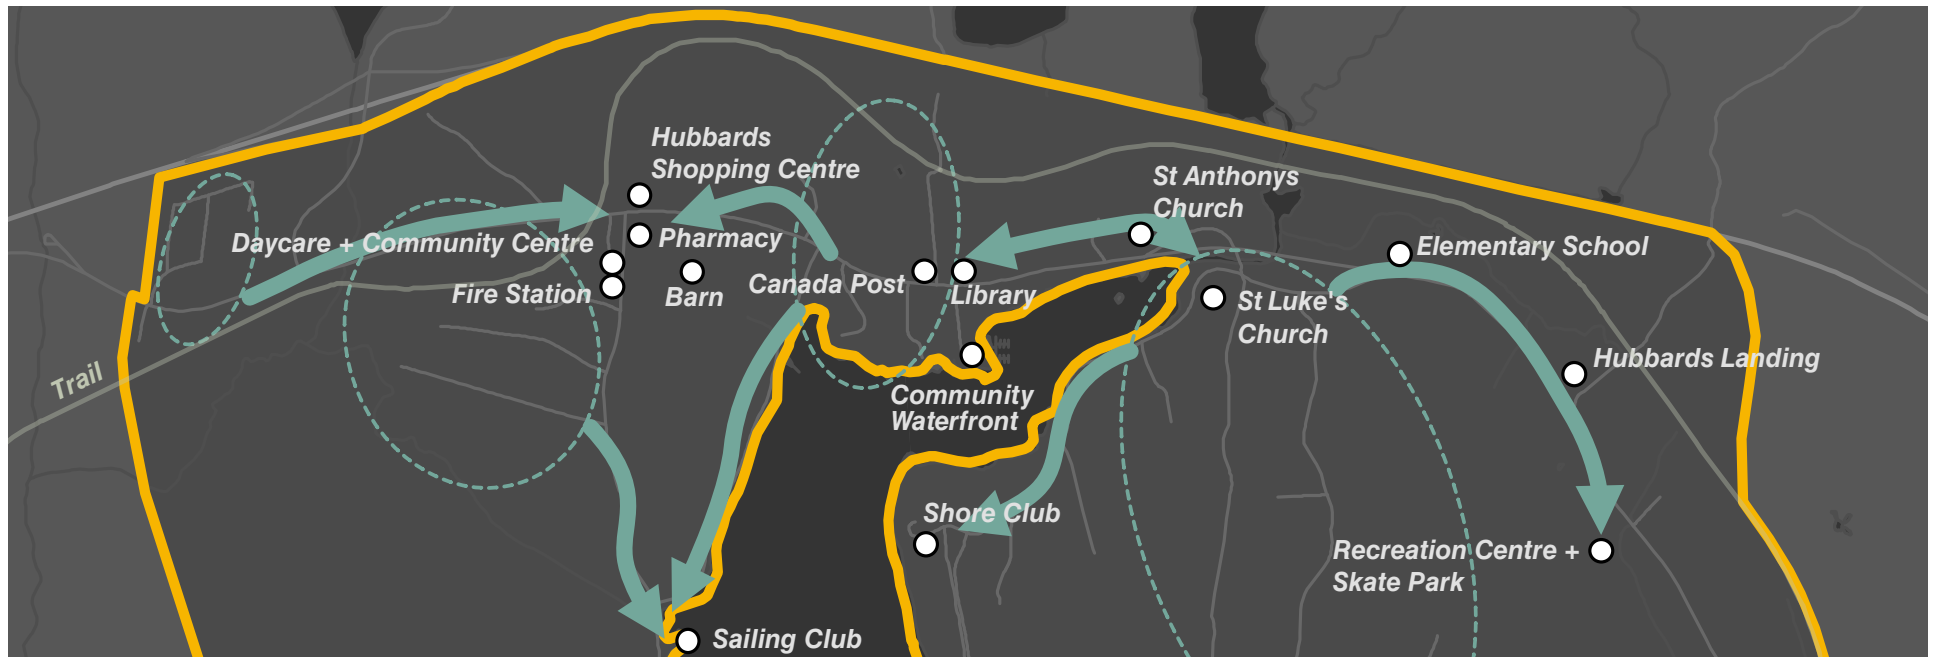 Hubbards
Shopping Centre
St Anthonys
Church
Daycare + Community Centre
Pharmacy
Elementary School
Fire Station
Barn
Canada Post
Library
St Luke's
Church
Trail
Hubbards Landing
Community
Waterfront
Shore Club
Recreation Centre +
Skate Park
Sailing Club